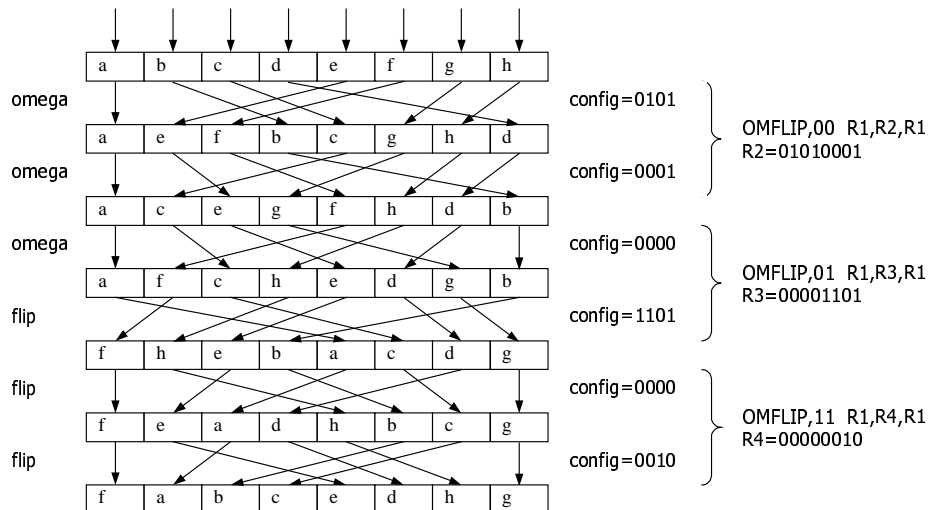 a b c d e f g h
omega config=0101
OMFLIP,00 R1,R2,R1
R2=01010001
a e f b c g h d
omega config=0001
a c e g f h d b
omega config=0000
OMFLIP,01 R1,R3,R1
R3=00001101
a f c h e d g b
flip config=1101
f h e b a c d g
flip config=0000
OMFLIP,11 R1,R4,R1
R4=00000010
f e a d h b c g
flip config=0010
f a b c e d h g